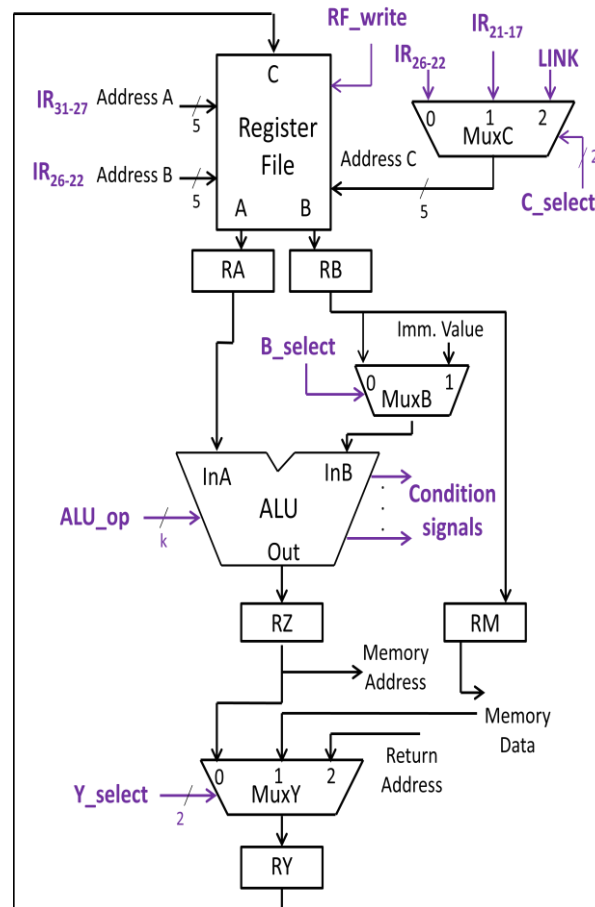 RF_write
IR21-17
IR26-22
LINK
C
0 1 2
MuxC
IR31-27 Address A
5
Register
File
IR26-22 Address B
5
Address C
5
2
C_select
A B
RA
RB
Imm. Value
B_select
0 1
MuxB
InA InB
ALU
Condition
signals
ALU_op
k
Out
RZ
RM
Memory
Address
Memory
Data
Return
Address
0 1 2
MuxY
Y_select
2
RY